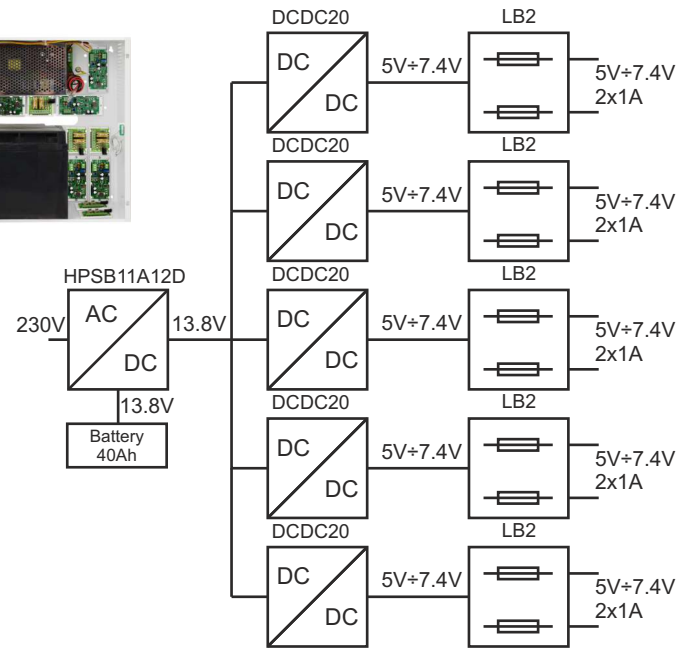 DCDC20
LB2
DC
DC
5V÷7.4V
5V÷7.4V
2x1A
DCDC20
LB2
DC
DC
5V÷7.4V
5V÷7.4V
2x1A
HPSB11A12D
230V
AC
DC
13.8V
13.8V
Battery
40Ah
DCDC20
LB2
DC
DC
5V÷7.4V
5V÷7.4V
2x1A
DCDC20
LB2
DC
DC
5V÷7.4V
5V÷7.4V
2x1A
DCDC20
LB2
DC
DC
5V÷7.4V
5V÷7.4V
2x1A